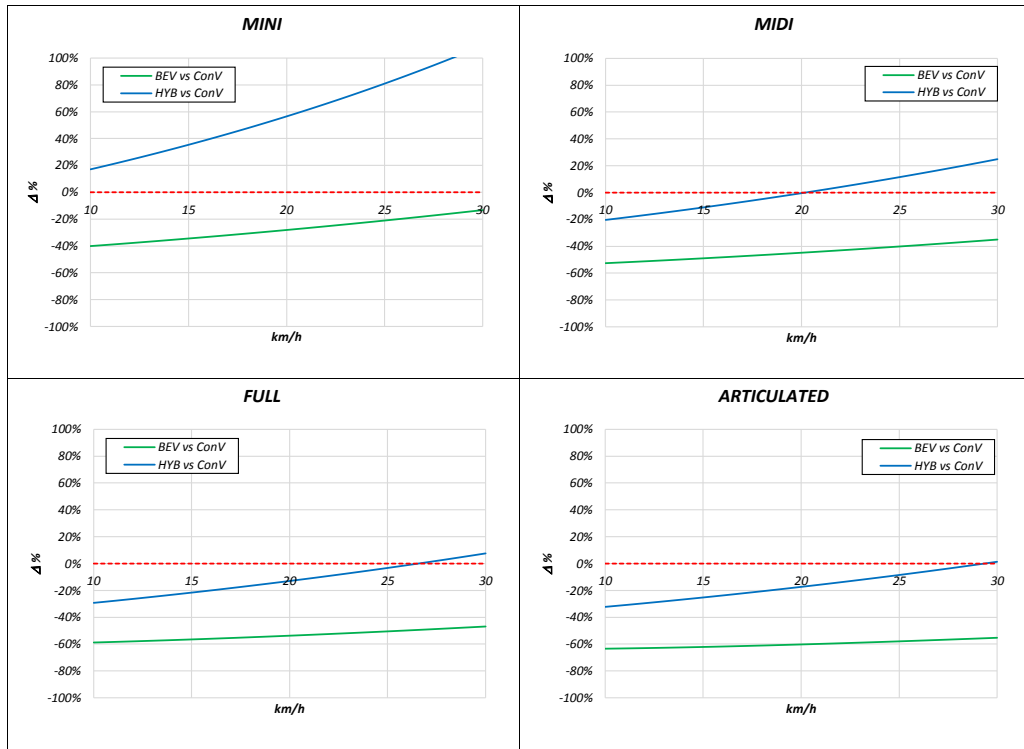 MINI
100%
80%
60%
40%
20%
0%
-20%
-40%
-60%
-80%
-100%
Δ %
BEV vs ConV
HYB vs ConV
10 15 20 25 30
km/h
MIDI
100%
80%
60%
40%
20%
0%
-20%
-40%
-60%
-80%
-100%
Δ %
BEV vs ConV
HYB vs ConV
10 15 20 25 30
km/h
FULL
100%
80%
60%
40%
20%
0%
-20%
-40%
-60%
-80%
-100%
Δ %
BEV vs ConV
HYB vs ConV
10 15 20 25 30
km/h
ARTICULATED
100%
80%
60%
40%
20%
0%
-20%
-40%
-60%
-80%
-100%
Δ %
BEV vs ConV
HYB vs ConV
10 15 20 25 30
km/h